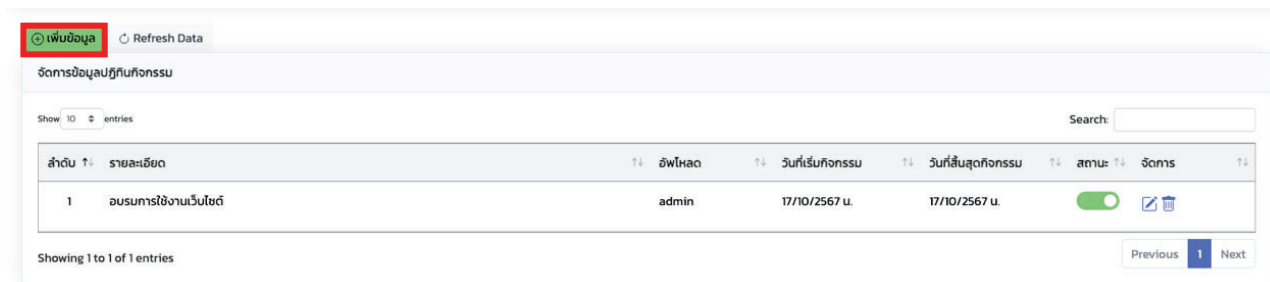 เพิ่มข้อมูล Refresh Data
จัดการข้อมูลปฏิทินกิจกรรม
Show 10 entries Search:
ลำดับ รายละเอียด อัพโหลด วันที่เริ่มกิจกรรม วันที่สิ้นสุดกิจกรรม สถานะ จัดการ
1 อบรมการใช้งานเว็บไซต์ admin 17/10/2567 น. 17/10/2567 น.
Showing 1 to 1 of 1 entries Previous 1 Next